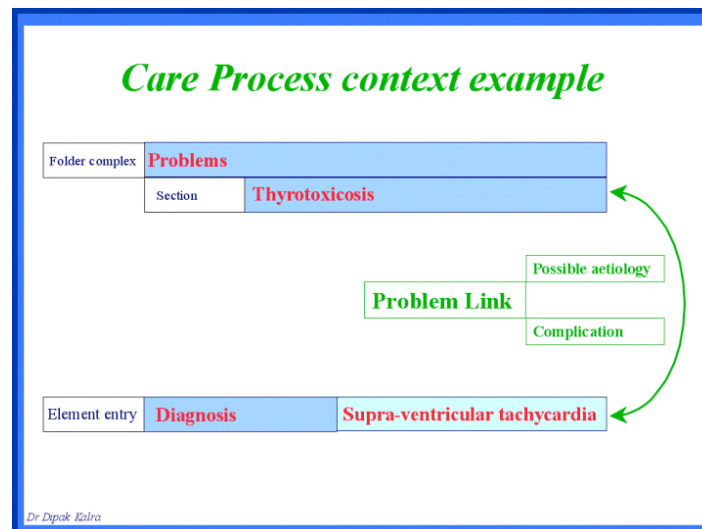 Care Process context example
Folder complex Problems
Section Thyrotoxicosis
Possible aetiology
Problem Link
Complication
Element entry Diagnosis Supra-ventricular tachycardia
Dr Dipak Kalra